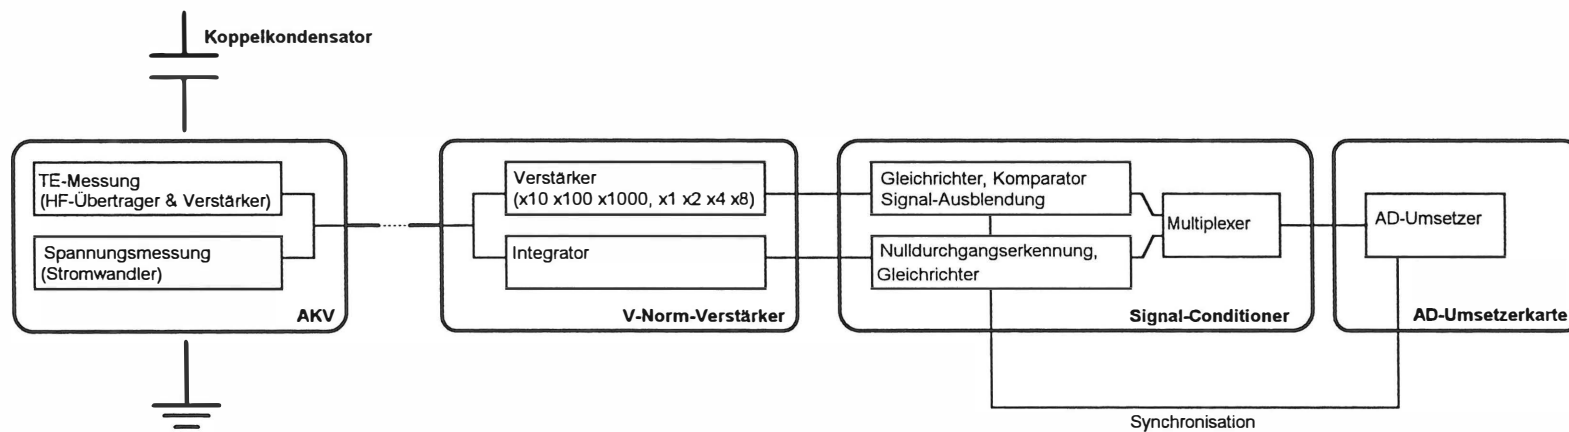 Koppelkondensator
TE-Messung
(HF-Übertrager & Verstärker)
Spannungsmessung
(Stromwandler)
AKV
Verstärker
(x10 x100 x1000, x1 x2 x4 x8)
Integrator
V-Norm-Verstärker
Gleichrichter, Komparator
Signal-Ausblendung
Nulldurchgangserkennung,
Gleichrichter
Multiplexer
Signal-Conditioner
AD-Umsetzer
AD-Umsetzerkarte
Synchronisation